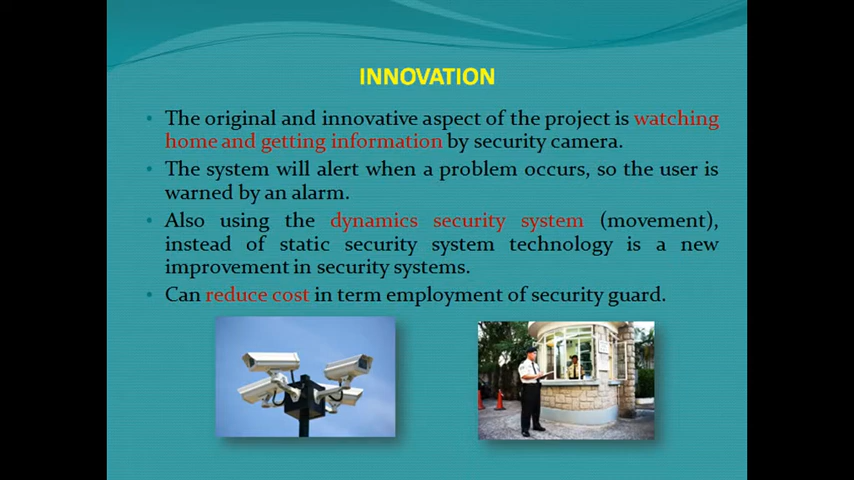 INNOVATION
• The original and innovative aspect of the project is watching
home and getting information by security camera.
• The system will alert when a problem occurs, so the user is
warned by an alarm.
• Also using the dynamics security system (movement),
instead of static security system technology is a new
improvement in security systems.
• Can reduce cost in term employment of security guard.